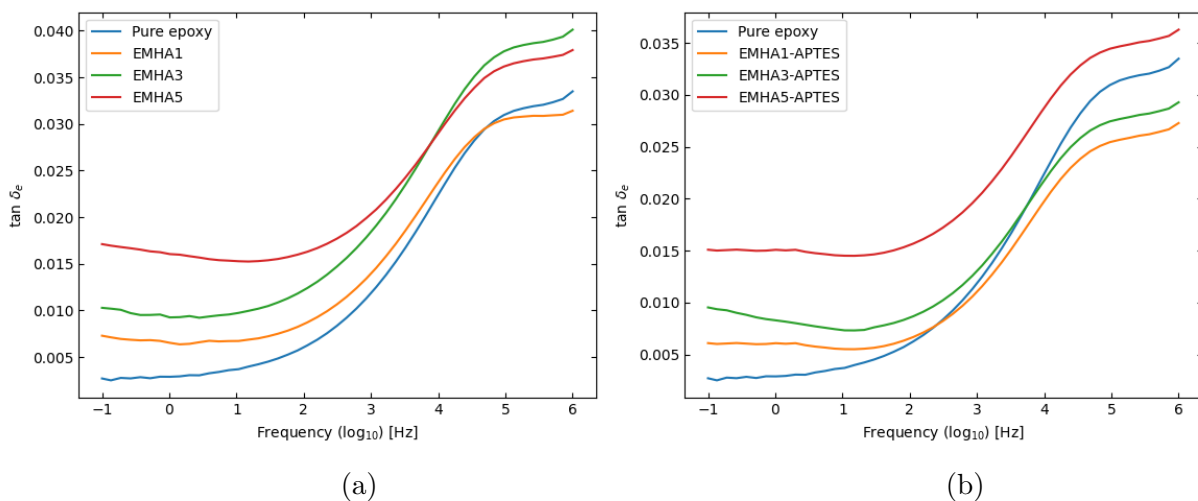 Pure epoxy
EMHA1
EMHA3
EMHA5
0.040
0.035
0.030
0.025
0.020
0.015
0.010
0.005
tan δe
−1 0 1 2 3 4 5 6
Frequency (log10) [Hz]
(a)
Pure epoxy
EMHA1-APTES
EMHA3-APTES
EMHA5-APTES
0.035
0.030
0.025
0.020
0.015
0.010
0.005
tan δe
−1 0 1 2 3 4 5 6
Frequency (log10) [Hz]
(b)